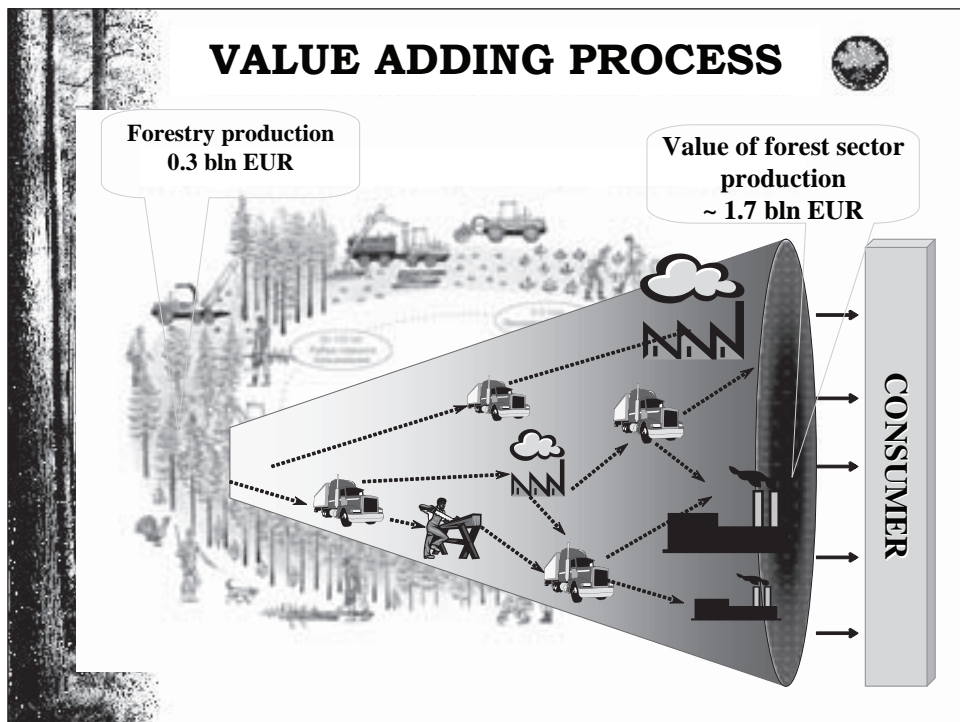 VALUE ADDING PROCESS
Forestry production
0.3 bln EUR
Value of forest sector
production
~ 1.7 bln EUR
CONSUMER